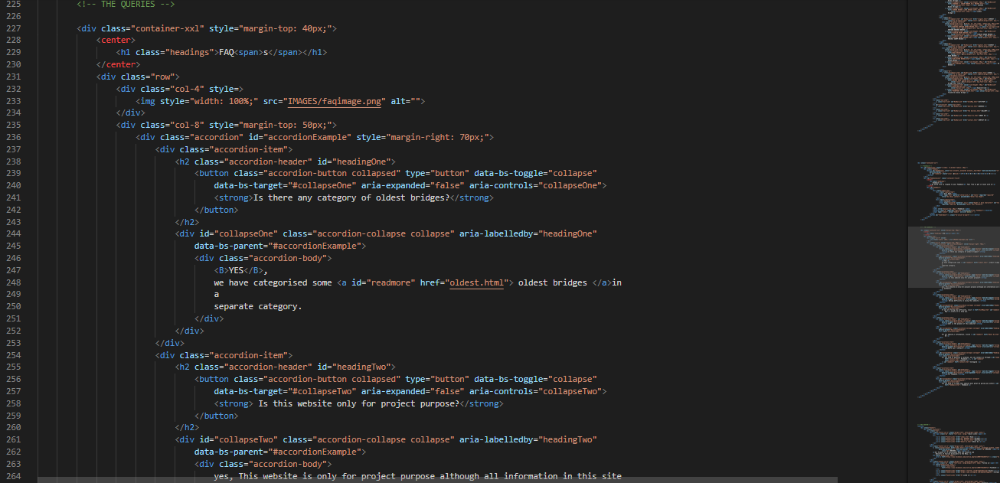 225 <!-- THE QUERIES -->
226
227 <div class="container-xxl" style="margin-top: 40px;">
228 <center>
229 <h1 class="headings">FAQ<span>s</span></h1>
230 </center>
231 <div class="row">
232 <div class="col-4" style=>
233 <img style="width: 100%;" src="IMAGES/faqimage.png" alt="">
234 </div>
235 <div class="col-8" style="margin-top: 50px;">
236 <div class="accordion" id="accordionExample" style="margin-right: 70px;">
237 <div class="accordion-item">
238 <h2 class="accordion-header" id="headingOne">
239 <button class="accordion-button collapsed" type="button" data-bs-toggle="collapse"
240 data-bs-target="#collapseOne" aria-expanded="false" aria-controls="collapseOne">
241 <strong>Is there any category of oldest bridges?</strong>
242 </button>
243 </h2>
244 <div id="collapseOne" class="accordion-collapse collapse" aria-labelledby="headingOne"
245 data-bs-parent="#accordionExample">
246 <div class="accordion-body">
247 <B>YES</B>,
248 we have categorised some <a id="readmore" href="oldest.html"> oldest bridges </a>in
249 a
250 separate category.
251 </div>
252 </div>
253 </div>
254 <div class="accordion-item">
255 <h2 class="accordion-header" id="headingTwo">
256 <button class="accordion-button collapsed" type="button" data-bs-toggle="collapse"
257 data-bs-target="#collapseTwo" aria-expanded="false" aria-controls="collapseTwo">
258 <strong> Is this website only for project purpose?</strong>
259 </button>
260 </h2>
261 <div id="collapseTwo" class="accordion-collapse collapse" aria-labelledby="headingTwo"
262 data-bs-parent="#accordionExample">
263 <div class="accordion-body">
264 yes, This website is only for project purpose although all information in this site